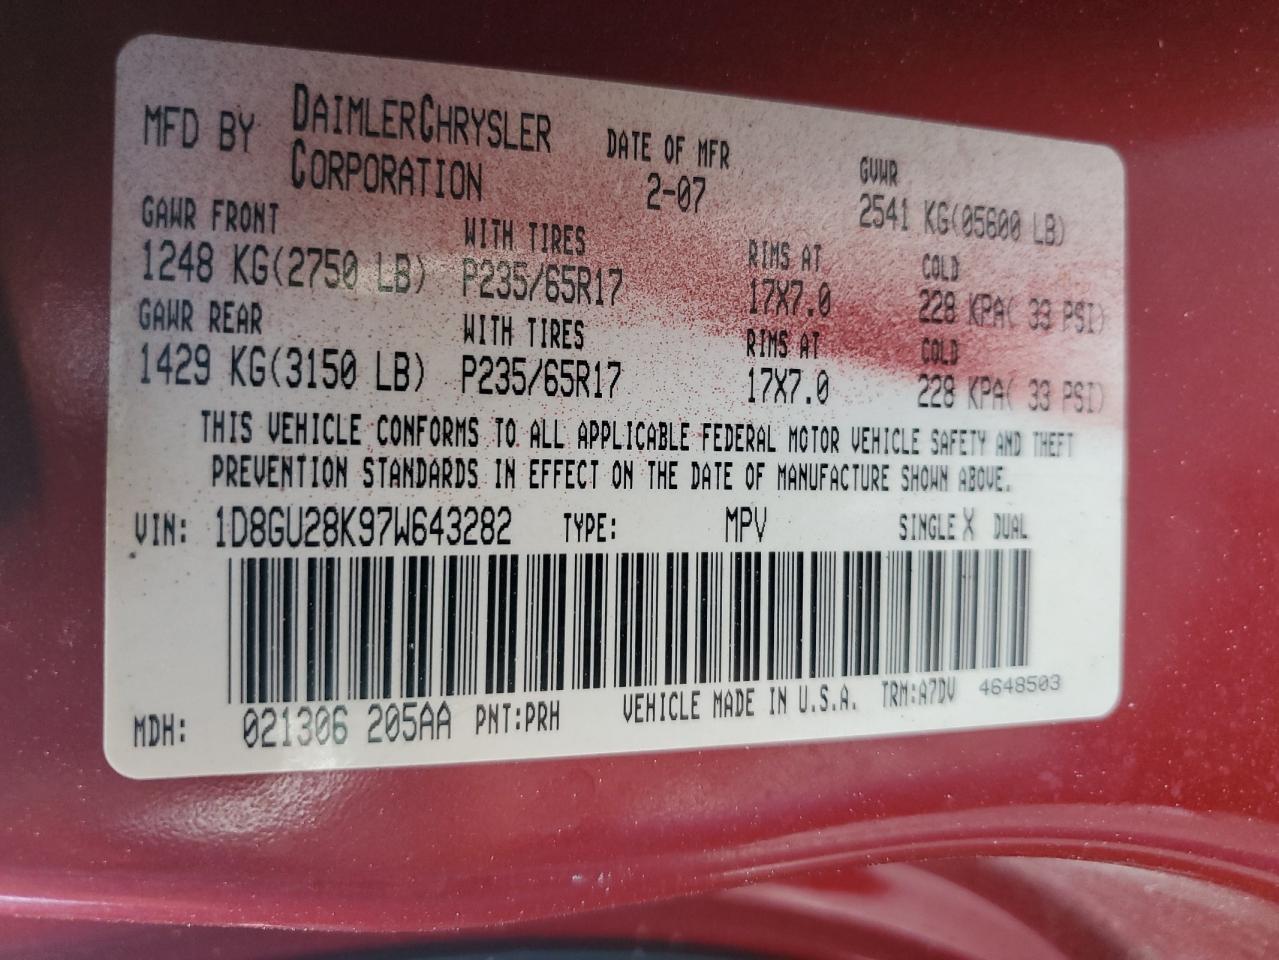 MFD BY DAIMLERCHRYSLER CORPORATION DATE OF MFR 2-07 GVWR 2541 KG(05600 LB)
GAWR FRONT WITH TIRES RIMS AT COLD
1248 KG(2750 LB) P235/65R17 17X7.0 228 KPA( 33 PSI)
GAWR REAR WITH TIRES RIMS AT COLD
1429 KG(3150 LB) P235/65R17 17X7.0 228 KPA( 33 PSI)
THIS VEHICLE CONFORMS TO ALL APPLICABLE FEDERAL MOTOR VEHICLE SAFETY AND THEFT
PREVENTION STANDARDS IN EFFECT ON THE DATE OF MANUFACTURE SHOWN ABOVE.
VIN: 1D8GU28K97W643282 TYPE: MPV SINGLE X DUAL
MDH: 021306 205AA PNT:PRH VEHICLE MADE IN U.S.A. TRM:A7DV 4648503